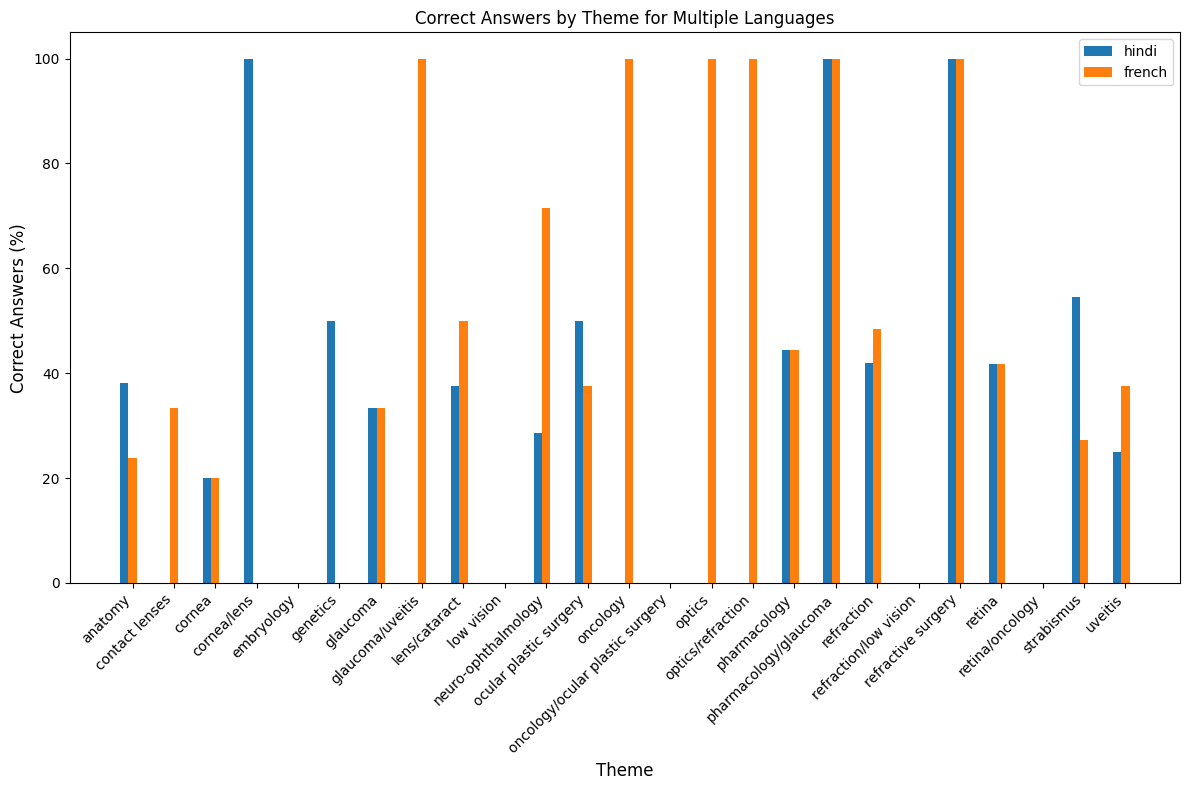 Correct Answers by Theme for Multiple Languages
hindi
french
Correct Answers (%)
100
80
60
40
20
0
anatomy
contact lenses
cornea
cornea/lens
embryology
genetics
glaucoma
glaucoma/uveitis
lens/cataract
low vision
neuro-ophthalmology
ocular plastic surgery
oncology
oncology/ocular plastic surgery
optics
optics/refraction
pharmacology
pharmacology/glaucoma
refraction
refraction/low vision
refractive surgery
retina
retina/oncology
strabismus
uveitis
Theme